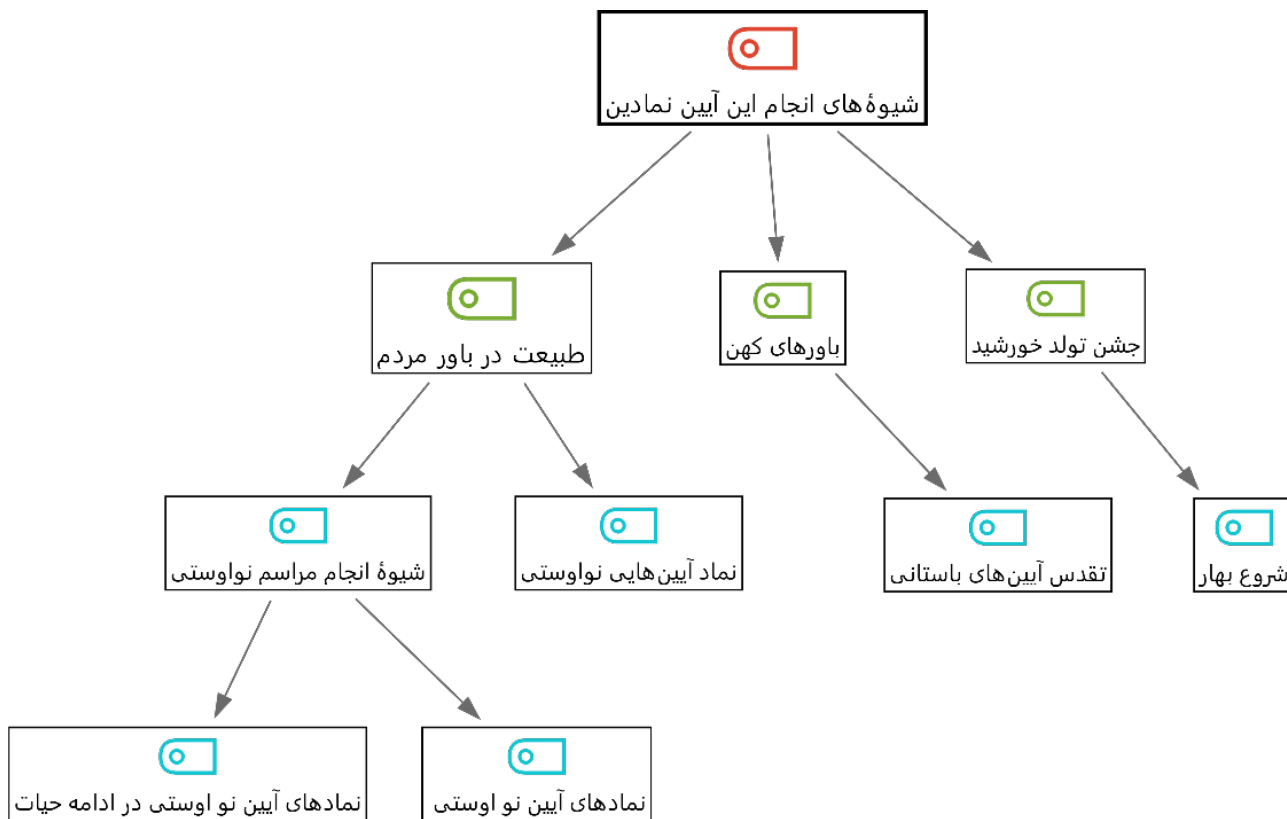 شیوۀ‌های انجام این آیین نمادین
جشن تولد خورشید
باورهای کهن
طبیعت در باور مردم
شروع بهار
تقدس آیین‌های باستانی
نماد آیین‌هایی نواوستی
شیوۀ انجام مراسم نواوستی
نمادهای آیین نو اوستی
نمادهای آیین نو اوستی در ادامه حیات